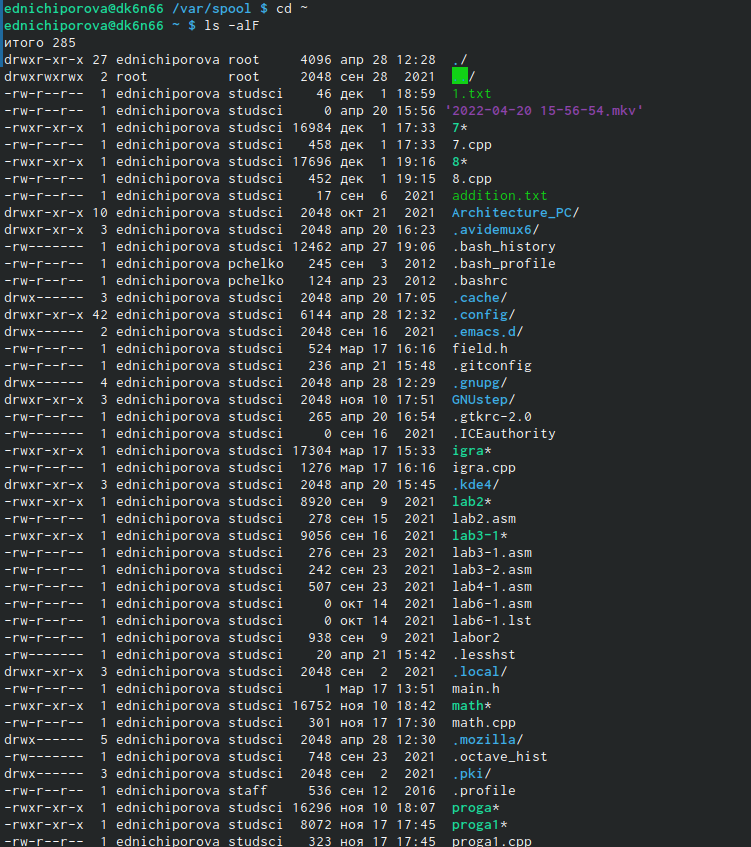 ednichiporova@dk6n66 /var/spool $ cd ~
ednichiporova@dk6n66 ~ $ ls -alF
итого 285
drwxr-xr-x 27 ednichiporova root     4096 апр 28 12:28  ./
drwxrwxrwx  2 root          root     2048 сен 28  2021  ../
-rw-r--r--  1 ednichiporova studsci    46 дек  1 18:59  1.txt
-rw-r--r--  1 ednichiporova studsci     0 апр 20 15:56 '2022-04-20 15-56-54.mkv'
-rwxr-xr-x  1 ednichiporova studsci 16984 дек  1 17:33  7*
-rw-r--r--  1 ednichiporova studsci   458 дек  1 17:33  7.cpp
-rwxr-xr-x  1 ednichiporova studsci 17696 дек  1 19:16  8*
-rw-r--r--  1 ednichiporova studsci   452 дек  1 19:15  8.cpp
-rw-r--r--  1 ednichiporova studsci    17 сен  6  2021  addition.txt
drwxr-xr-x 10 ednichiporova studsci  2048 окт 21  2021  Architecture_PC/
drwxr-xr-x  3 ednichiporova studsci  2048 апр 20 16:23  .avidemux6/
-rw-------  1 ednichiporova studsci 12462 апр 27 19:06  .bash_history
-rw-r--r--  1 ednichiporova pchelko   245 сен  3  2012  .bash_profile
-rw-r--r--  1 ednichiporova pchelko   124 апр 23  2012  .bashrc
drwx------  3 ednichiporova studsci  2048 апр 20 17:05  .cache/
drwxr-xr-x 42 ednichiporova studsci  6144 апр 28 12:32  .config/
drwx------  2 ednichiporova studsci  2048 сен 16  2021  .emacs.d/
-rw-r--r--  1 ednichiporova studsci   524 мар 17 16:16  field.h
-rw-r--r--  1 ednichiporova studsci   236 апр 21 15:48  .gitconfig
drwx------  4 ednichiporova studsci  2048 апр 28 12:29  .gnupg/
drwxr-xr-x  3 ednichiporova studsci  2048 ноя 10 17:51  GNUstep/
-rw-r--r--  1 ednichiporova studsci   265 апр 20 16:54  .gtkrc-2.0
-rw-------  1 ednichiporova studsci     0 сен 16  2021  .ICEauthority
-rwxr-xr-x  1 ednichiporova studsci 17304 мар 17 15:33  igra*
-rw-r--r--  1 ednichiporova studsci  1276 мар 17 16:16  igra.cpp
drwxr-xr-x  3 ednichiporova studsci  2048 апр 20 15:45  .kde4/
-rwxr-xr-x  1 ednichiporova studsci  8920 сен  9  2021  lab2*
-rw-r--r--  1 ednichiporova studsci   278 сен 15  2021  lab2.asm
-rwxr-xr-x  1 ednichiporova studsci  9056 сен 16  2021  lab3-1*
-rw-r--r--  1 ednichiporova studsci   276 сен 23  2021  lab3-1.asm
-rw-r--r--  1 ednichiporova studsci   242 сен 23  2021  lab3-2.asm
-rw-r--r--  1 ednichiporova studsci   507 сен 23  2021  lab4-1.asm
-rw-r--r--  1 ednichiporova studsci     0 окт 14  2021  lab6-1.asm
-rw-r--r--  1 ednichiporova studsci     0 окт 14  2021  lab6-1.lst
-rw-r--r--  1 ednichiporova studsci   938 сен  9  2021  labor2
-rw-------  1 ednichiporova studsci    20 апр 21 15:42  .lesshst
drwxr-xr-x  3 ednichiporova studsci  2048 сен  2  2021  .local/
-rw-r--r--  1 ednichiporova studsci     1 мар 17 13:51  main.h
-rwxr-xr-x  1 ednichiporova studsci 16752 ноя 10 18:42  math*
-rw-r--r--  1 ednichiporova studsci   301 ноя 17 17:30  math.cpp
drwx------  5 ednichiporova studsci  2048 апр 28 12:30  .mozilla/
-rw-------  1 ednichiporova studsci   748 сен 23  2021  .octave_hist
drwx------  3 ednichiporova studsci  2048 сен  2  2021  .pki/
-rw-r--r--  1 ednichiporova staff     536 сен 12  2016  .profile
-rwxr-xr-x  1 ednichiporova studsci 16296 ноя 10 18:07  proga*
-rwxr-xr-x  1 ednichiporova studsci  8072 ноя 17 17:45  proga1*
-rwxr-xr-x  1 ednichiporova studsci   323 ноя 17 17:45  proga1.cpp